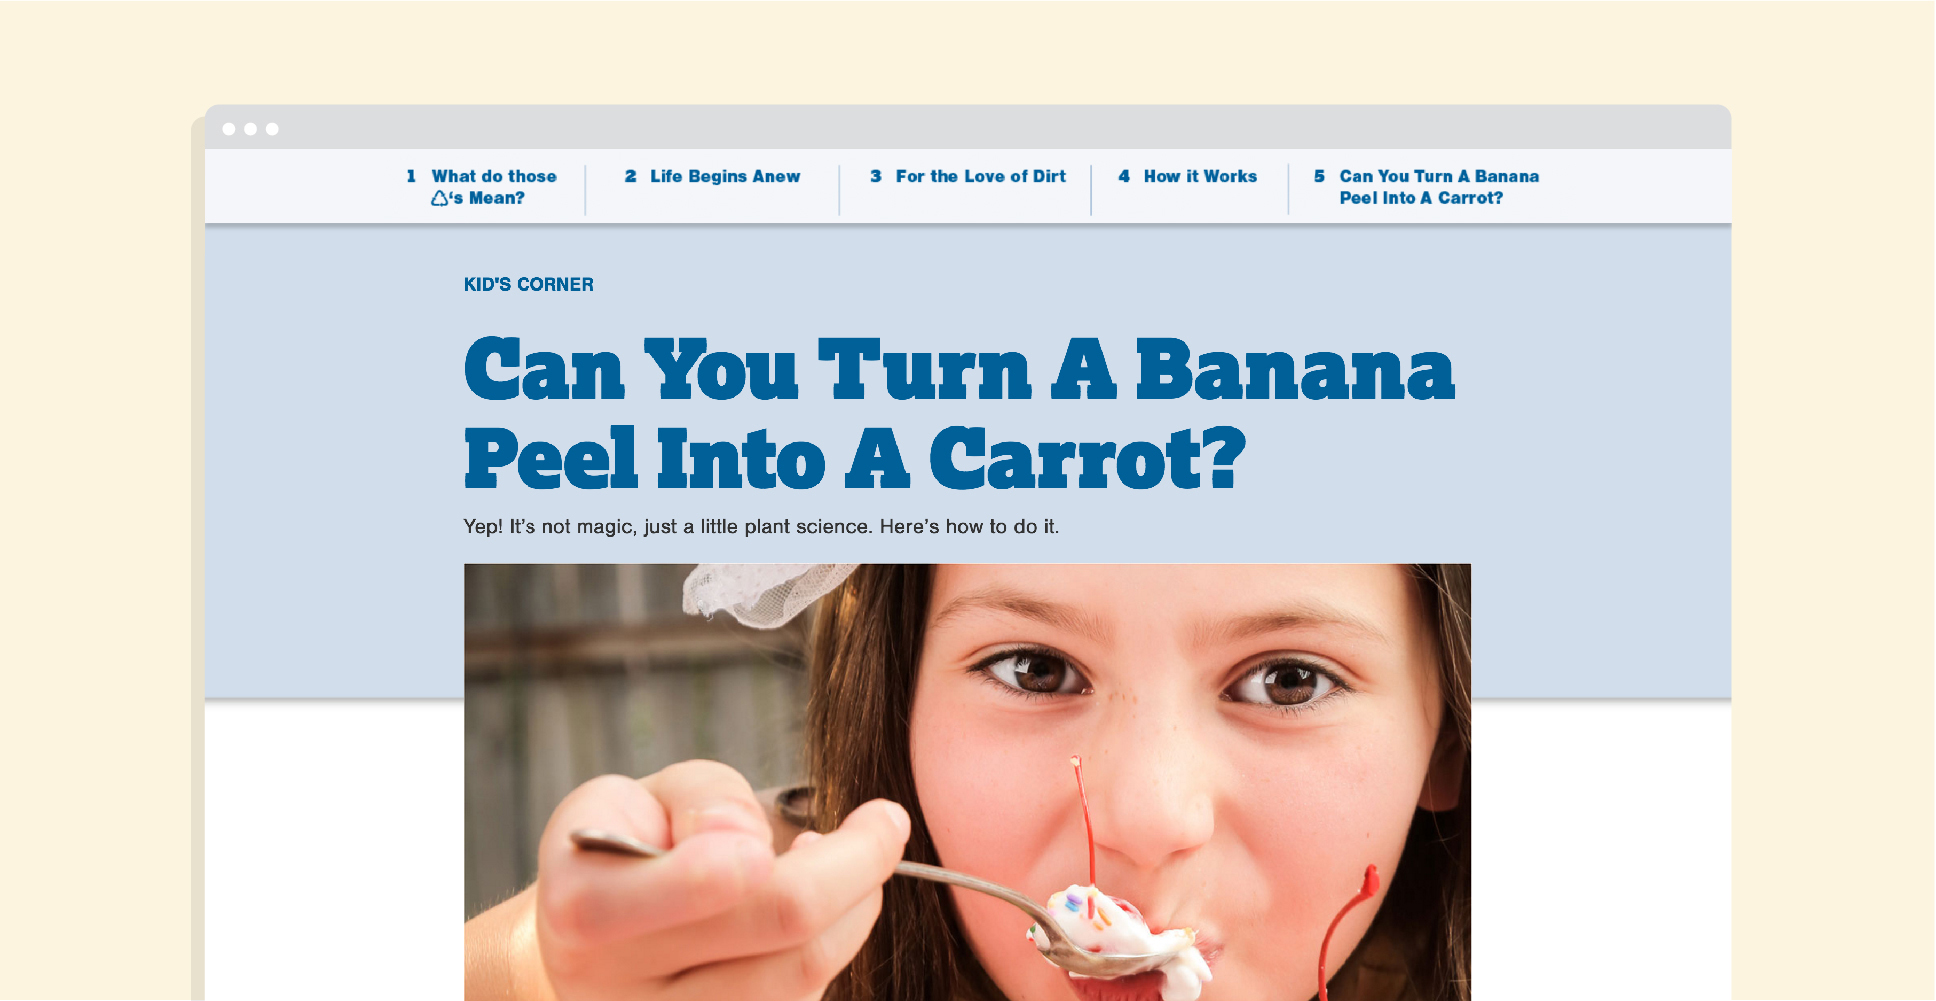 1 What do those
♺‘s Mean?
2 Life Begins Anew
3 For the Love of Dirt
4 How it Works
5 Can You Turn A Banana
Peel Into A Carrot?
KID'S CORNER
Can You Turn A Banana
Peel Into A Carrot?
Yep! It’s not magic, just a little plant science. Here’s how to do it.